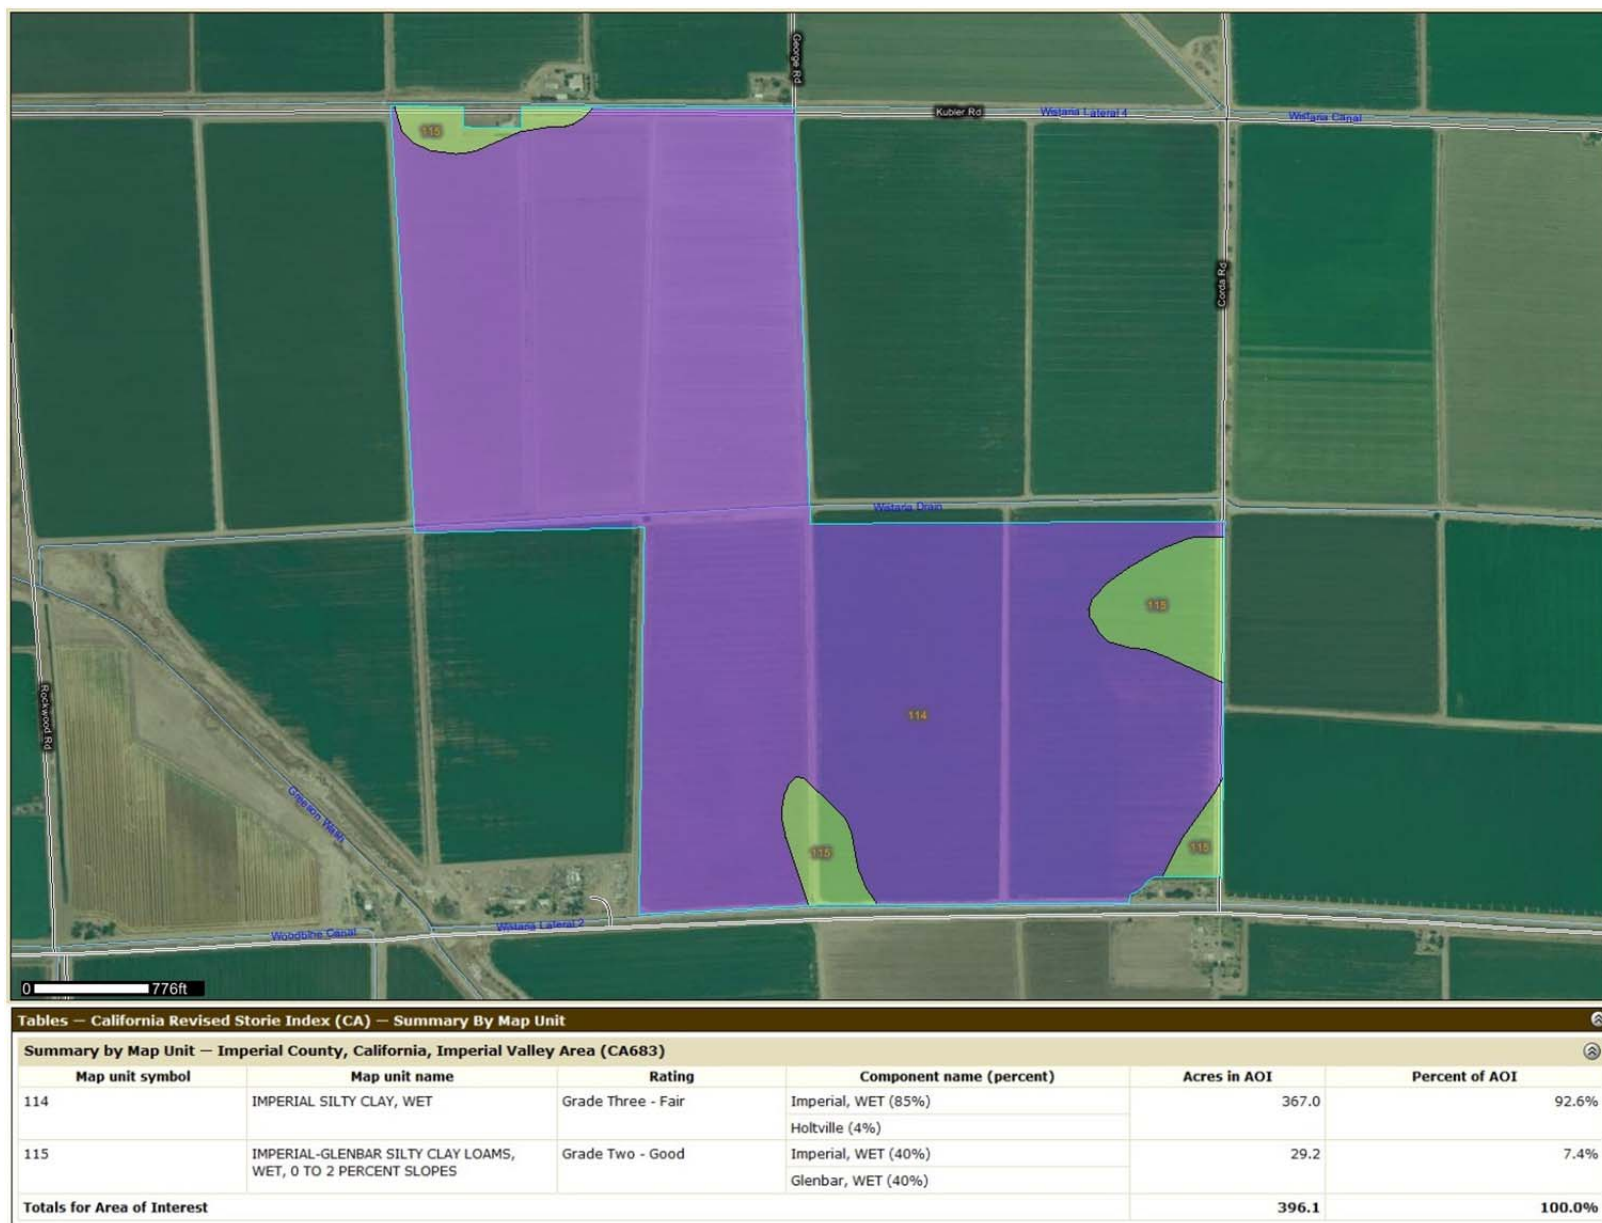 George Rd
Kubler Rd
Wistaria Lateral 4
Wistaria Canal
115
Corda Rd
Wistaria Drain
115
Rockwood Rd
114
Greeson Wash
115
115
Woodbine Canal
Wistaria Lateral 2
0 776ft
Tables — California Revised Storie Index (CA) — Summary By Map Unit
Summary by Map Unit — Imperial County, California, Imperial Valley Area (CA683)
Map unit symbol Map unit name Rating Component name (percent) Acres in AOI Percent of AOI
114 IMPERIAL SILTY CLAY, WET Grade Three - Fair Imperial, WET (85%) 367.0 92.6%
Holtville (4%)
115 IMPERIAL-GLENBAR SILTY CLAY LOAMS, Grade Two - Good Imperial, WET (40%) 29.2 7.4%
WET, 0 TO 2 PERCENT SLOPES
Glenbar, WET (40%)
Totals for Area of Interest 396.1 100.0%